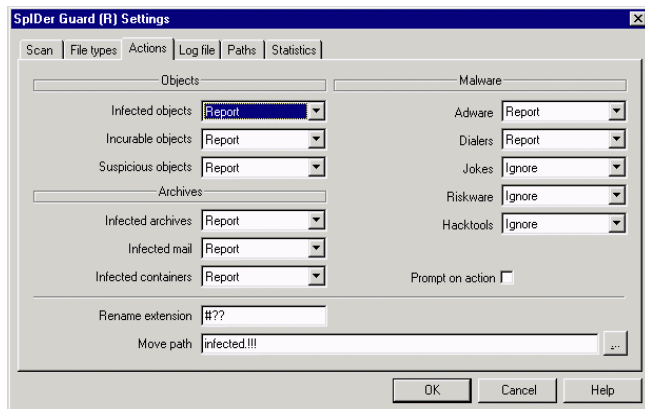 SpIDer Guard (R) Settings
Scan File types Actions Log file Paths Statistics
Objects
Infected objects Report
Incurable objects Report
Suspicious objects Report
Archives
Infected archives Report
Infected mail Report
Infected containers Report
Malware
Adware Report
Dialers Report
Jokes Ignore
Riskware Ignore
Hacktools Ignore
Prompt on action
Rename extension #??
Move path infected.!!!
...
OK Cancel Help